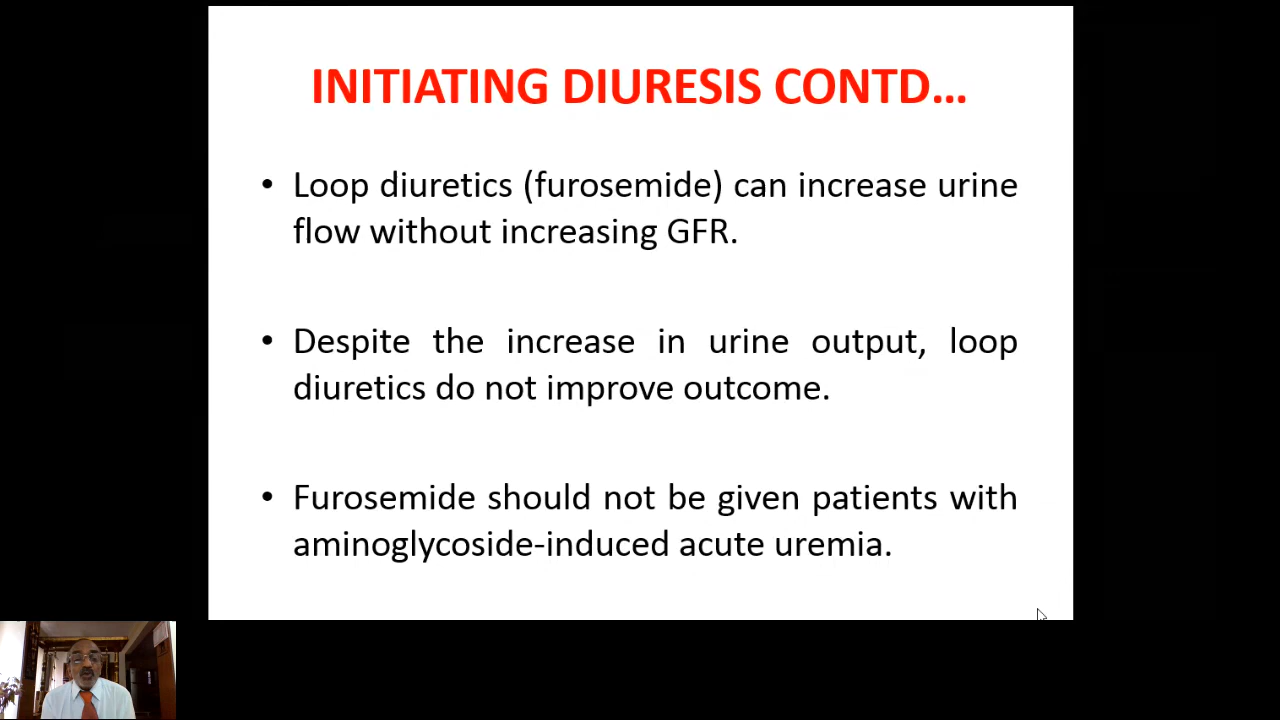 INITIATING DIURESIS CONTD…
• Loop diuretics (furosemide) can increase urine
flow without increasing GFR.
• Despite the increase in urine output, loop
diuretics do not improve outcome.
• Furosemide should not be given patients with
aminoglycoside-induced acute uremia.